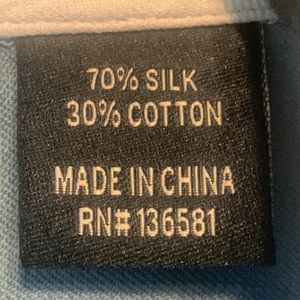 70% SILK
30% COTTON
MADE IN CHINA
RN# 136581